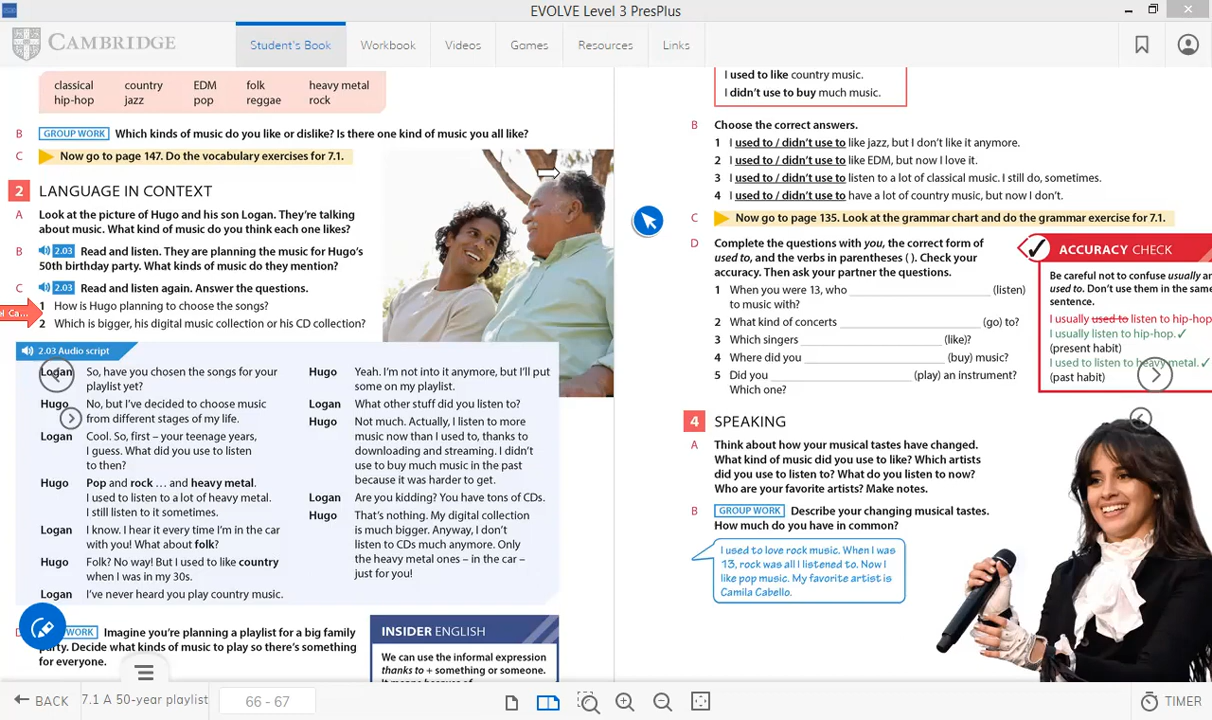 EVOLVE Level 3 PresPlus
CAMBRIDGE
Student's Book
Workbook
Videos
Games
Resources
Links
classical country EDM folk heavy metal
hip-hop jazz pop reggae rock
B GROUP WORK Which kinds of music do you like or dislike? Is there one kind of music you all like?
C Now go to page 147. Do the vocabulary exercises for 7.1.
2 LANGUAGE IN CONTEXT
A Look at the picture of Hugo and his son Logan. They're talking
about music. What kind of music do you think each one likes?
B 2.03 Read and listen. They are planning the music for Hugo's
50th birthday party. What kinds of music do they mention?
C 2.03 Read and listen again. Answer the questions.
1 How is Hugo planning to choose the songs?
2 Which is bigger, his digital music collection or his CD collection?
2.03 Audio script
Logan So, have you chosen the songs for your
playlist yet?
Hugo No, but I've decided to choose music
from different stages of my life.
Logan Cool. So, first – your teenage years,
I guess. What did you use to listen
to then?
Hugo Pop and rock ... and heavy metal.
I used to listen to a lot of heavy metal.
I still listen to it sometimes.
Logan I know. I hear it every time I'm in the car
with you! What about folk?
Hugo Folk? No way! But I used to like country
when I was in my 30s.
Logan I've never heard you play country music.
Hugo Yeah. I'm not into it anymore, but I'll put
some on my playlist.
Logan What other stuff did you listen to?
Hugo Not much. Actually, I listen to more
music now than I used to, thanks to
downloading and streaming. I didn't
use to buy much music in the past
because it was harder to get.
Logan Are you kidding? You have tons of CDs.
Hugo That's nothing. My digital collection
is much bigger. Anyway, I don't
listen to CDs much anymore. Only
the heavy metal ones – in the car –
just for you!
WORK Imagine you're planning a playlist for a big family
party. Decide what kinds of music to play so there's something
for everyone.
INSIDER ENGLISH
We can use the informal expression
thanks to + something or someone.
I used to like country music.
I didn't use to buy much music.
B Choose the correct answers.
1 I used to / didn't use to like jazz, but I don't like it anymore.
2 I used to / didn't use to like EDM, but now I love it.
3 I used to / didn't use to listen to a lot of classical music. I still do, sometimes.
4 I used to / didn't use to have a lot of country music, but now I don't.
C Now go to page 135. Look at the grammar chart and do the grammar exercise for 7.1.
D Complete the questions with you, the correct form of
used to, and the verbs in parentheses ( ). Check your
accuracy. Then ask your partner the questions.
1 When you were 13, who ____ (listen)
to music with?
2 What kind of concerts ____ (go) to?
3 Which singers ____ (like)?
4 Where did you ____ (buy) music?
5 Did you ____ (play) an instrument?
Which one?
ACCURACY CHECK
Be careful not to confuse usually an
used to. Don't use them in the same
sentence.
I usually used to listen to hip-hop
I usually listen to hip-hop. ✓
(present habit)
I used to listen to heavy metal. ✓
(past habit)
4 SPEAKING
A Think about how your musical tastes have changed.
What kind of music did you use to like? Which artists
did you use to listen to? What do you listen to now?
Who are your favorite artists? Make notes.
B GROUP WORK Describe your changing musical tastes.
How much do you have in common?
I used to love rock music. When I was
13, rock was all I listened to. Now I
like pop music. My favorite artist is
Camila Cabello.
BACK
7.1 A 50-year playlist
66 - 67
TIMER